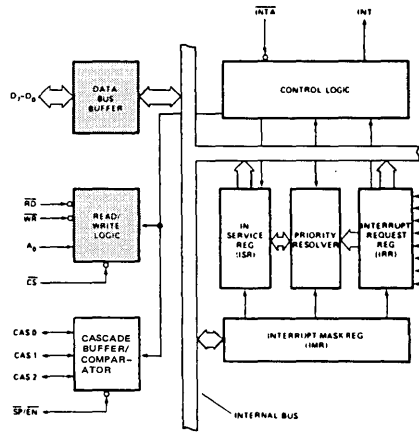 INTA
INT
DATA
BUS
BUFFER
D7-D0
CONTROL LOGIC
RD
WR
A0
CS
READ/
WRITE
LOGIC
IN
SERVICE
REG
(ISR)
PRIORITY
RESOLVER
INTERRUPT
REQUEST
REG
(IRR)
CAS 0
CAS 1
CAS 2
SP/EN
CASCADE
BUFFER/
COMPAR-
ATOR
INTERRUPT MASK REG
(IMR)
INTERNAL BUS